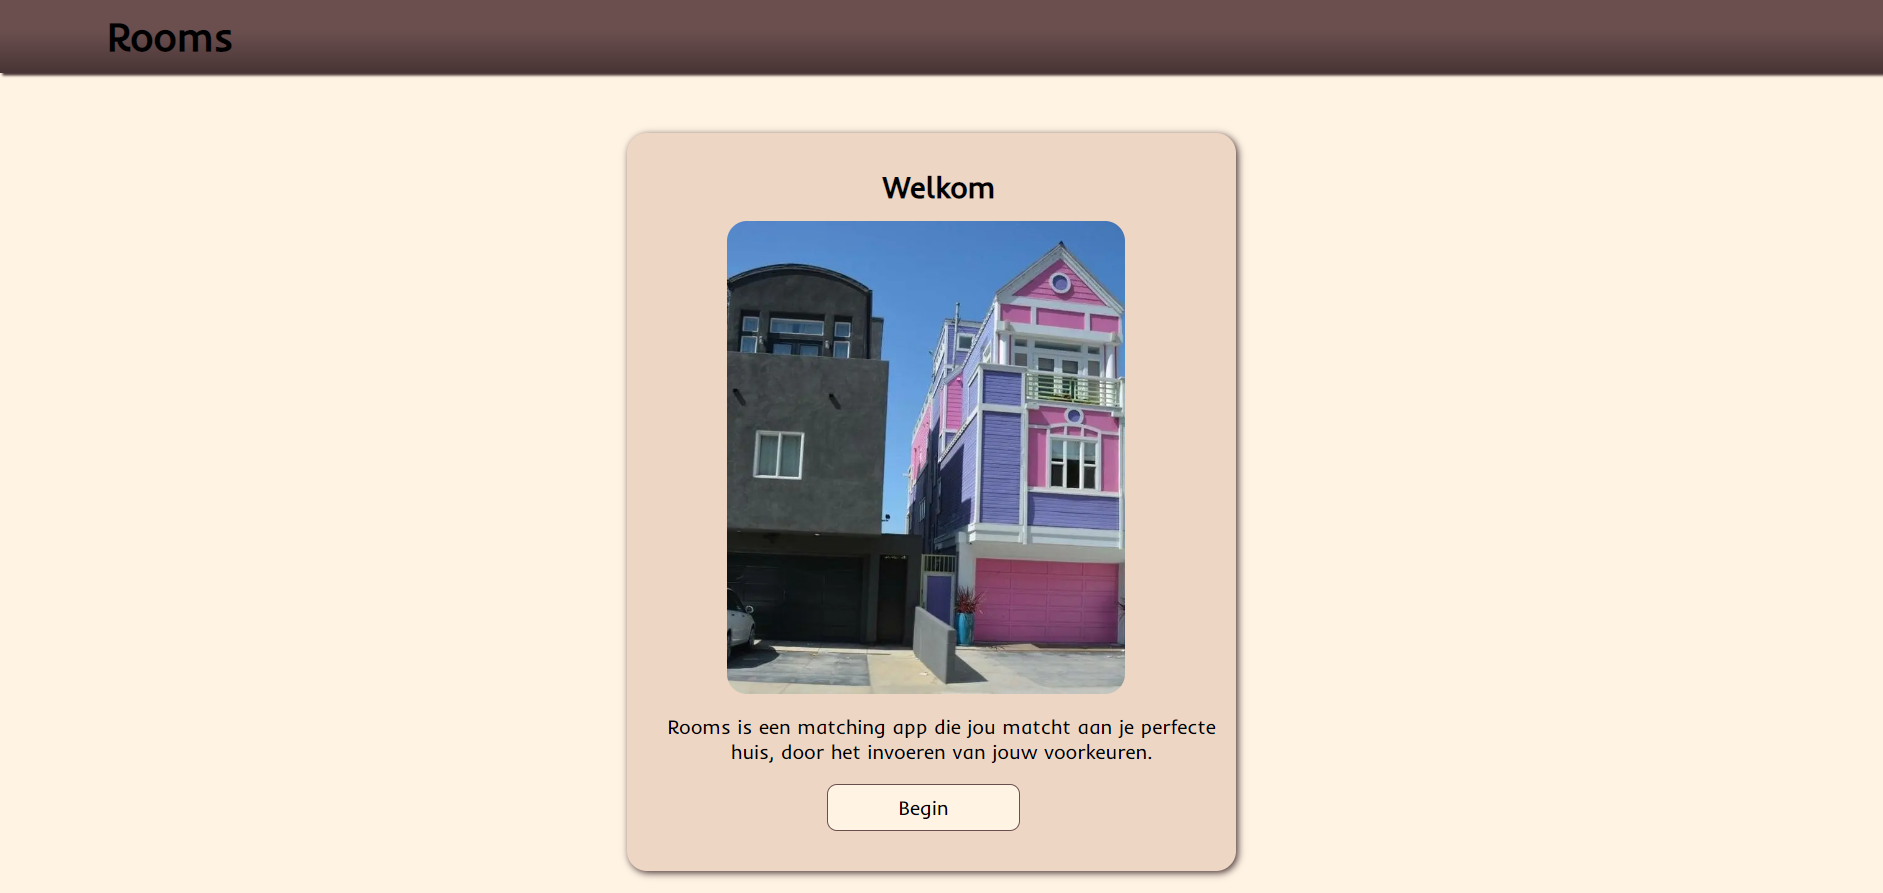 Rooms
Welkom
Rooms is een matching app die jou matcht aan je perfecte
huis, door het invoeren van jouw voorkeuren.
Begin